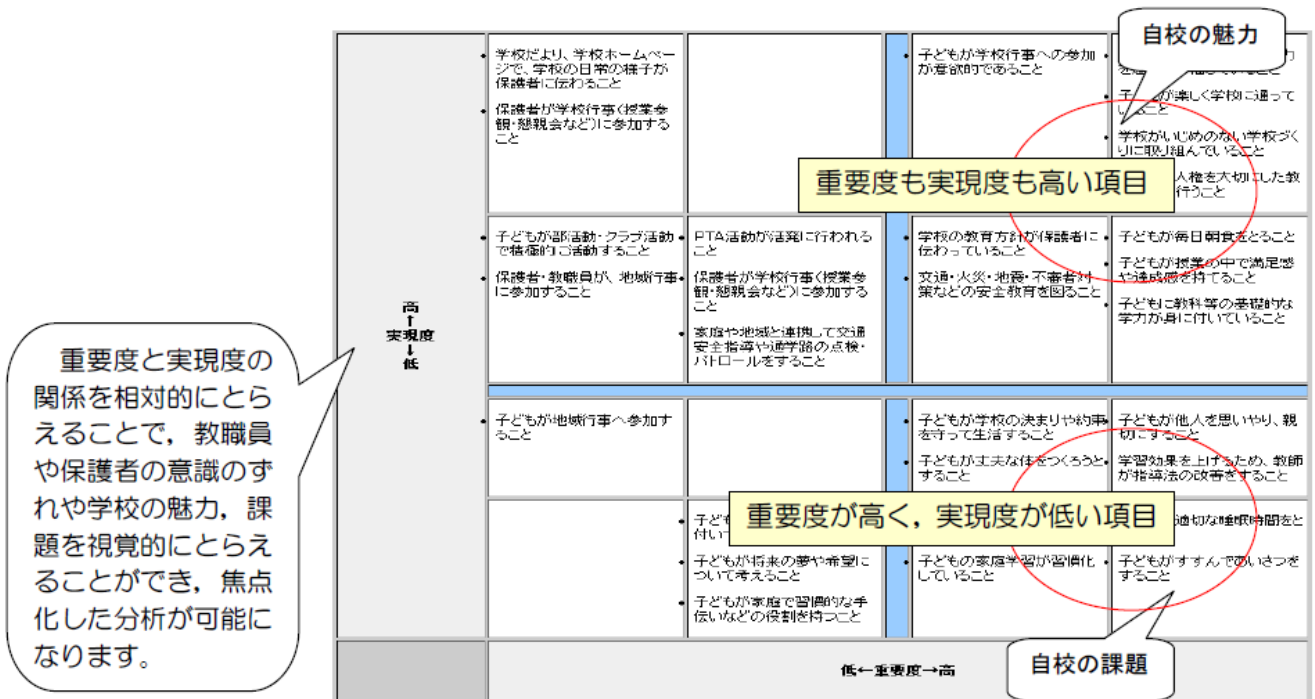 自校の魅力
学校だより、学校ホームペー
ジで、学校の日常の様子が
保護者に伝わること
保護者が学校行事(授業参
観・懇親会など)に参加する
こと
子どもが学校行事への参加
が意欲的であること
子
が楽しく学校に通って
いること
学校がいじめのない学校づく
りに取り組んでいること
人権を大切にした教
行うこと
重要度も実現度も高い項目
高
↑
実現度
↓
低
子どもが部活動・クラブ活動
で積極的に活動すること
保護者・教職員が、地域行事
に参加すること
PTA活動が活発に行われる
こと
保護者が学校行事(授業参
観・懇親会など)に参加する
こと
家庭や地域と連携して交通
安全指導や通学路の点検・
パトロールをすること
学校の教育方針が保護者に
伝わっていること
交通・火災・地震・不審者対
策などの安全教育を図ること
子どもが毎日朝食をとること
子どもが授業の中で満足感
や達成感を持てること
子どもに教科等の基礎的な
学力が身に付いていること
重要度と実現度の
関係を相対的にとら
えることで，教職員
や保護者の意識のず
れや学校の魅力，課
題を視覚的にとらえ
ることができ，焦点
化した分析が可能に
なります。
子どもが地域行事へ参加す
ること
子どもが学校の決まりや約束
を守って生活すること
子どもが丈夫な体をつくろうと
すること
子どもが他人を思いやり、親
切にすること
学習効果を上げるため、教師
が指導法の改善をすること
重要度が高く，実現度が低い項目
子ども
付いて
子どもが将来の夢や希望に
ついて考えること
子どもが家庭で習慣的な手
伝いなどの役割を持つこと
子どもの家庭学習が習慣化
していること
適切な睡眠時間をと
子どもがすすんであいさつを
すること
自校の課題
低←重要度→高